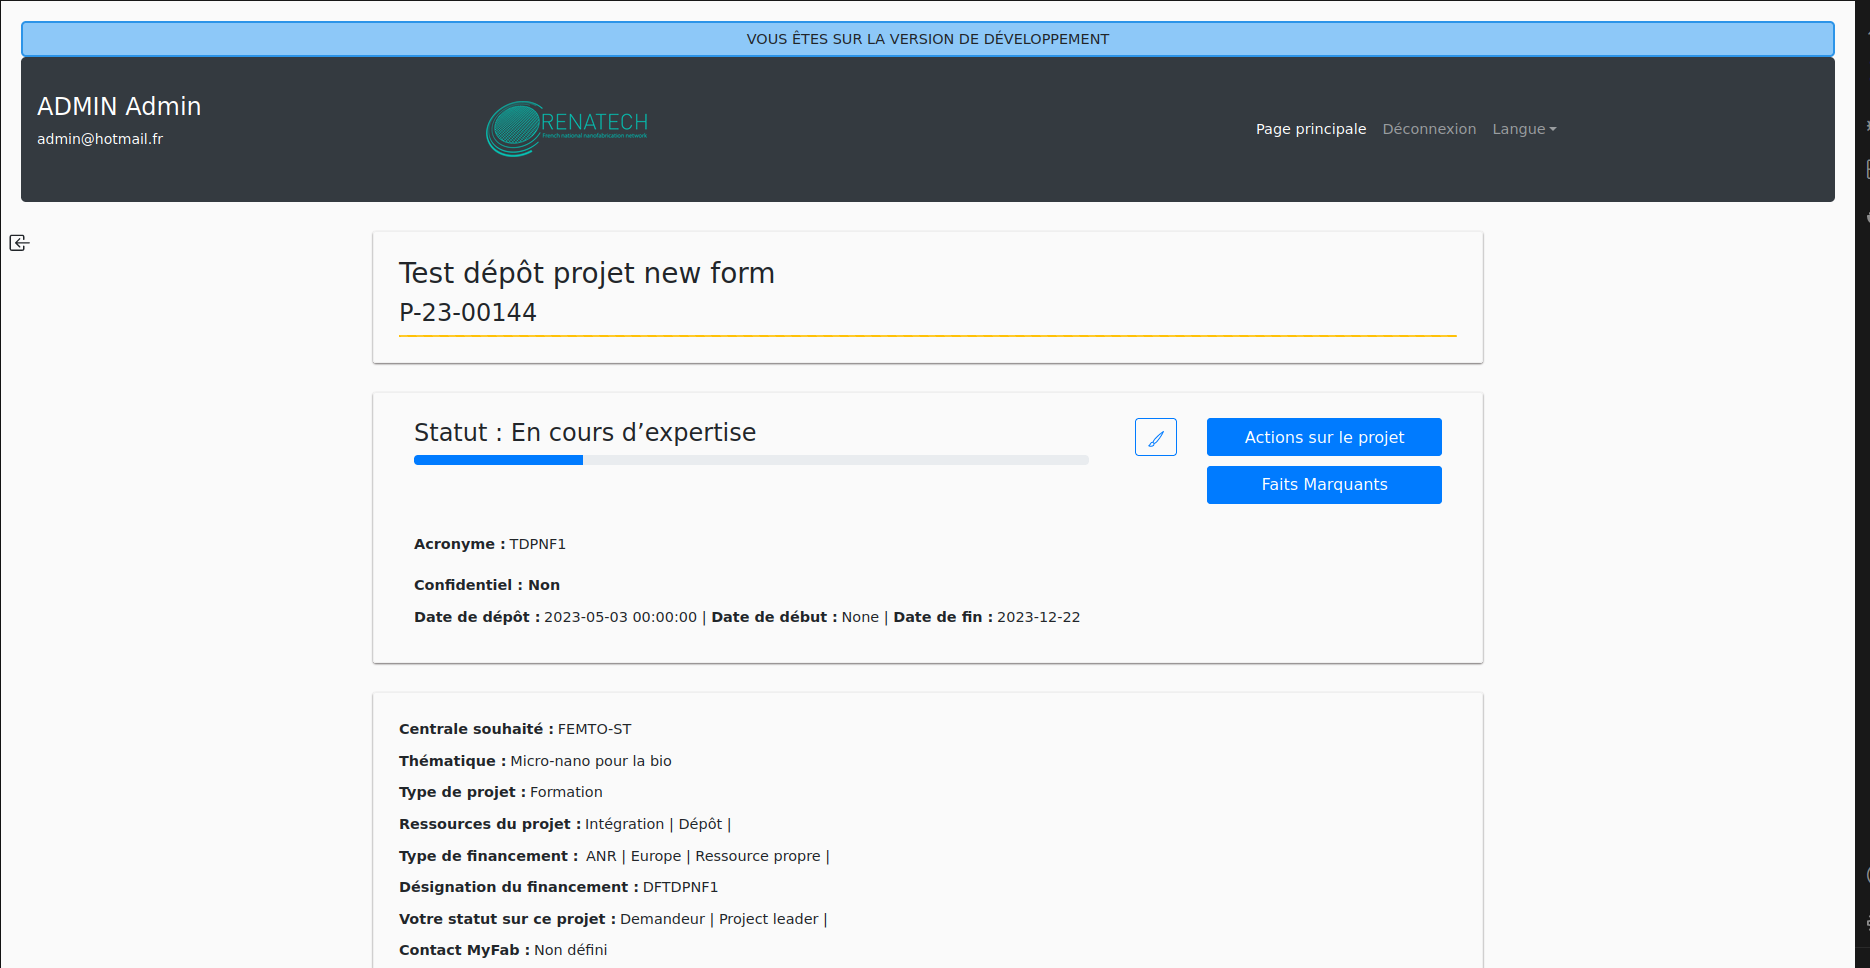 VOUS ÊTES SUR LA VERSION DE DÉVELOPPEMENT
ADMIN Admin
admin@hotmail.fr
RENATECH
French national nanofabrication network
Page principale Déconnexion Langue
Test dépôt projet new form
P-23-00144
Statut : En cours d’expertise
Actions sur le projet
Faits Marquants
Acronyme : TDPNF1
Confidentiel : Non
Date de dépôt : 2023-05-03 00:00:00 | Date de début : None | Date de fin : 2023-12-22
Centrale souhaité : FEMTO-ST
Thématique : Micro-nano pour la bio
Type de projet : Formation
Ressources du projet : Intégration | Dépôt |
Type de financement : ANR | Europe | Ressource propre |
Désignation du financement : DFTDPNF1
Votre statut sur ce projet : Demandeur | Project leader |
Contact MyFab : Non défini